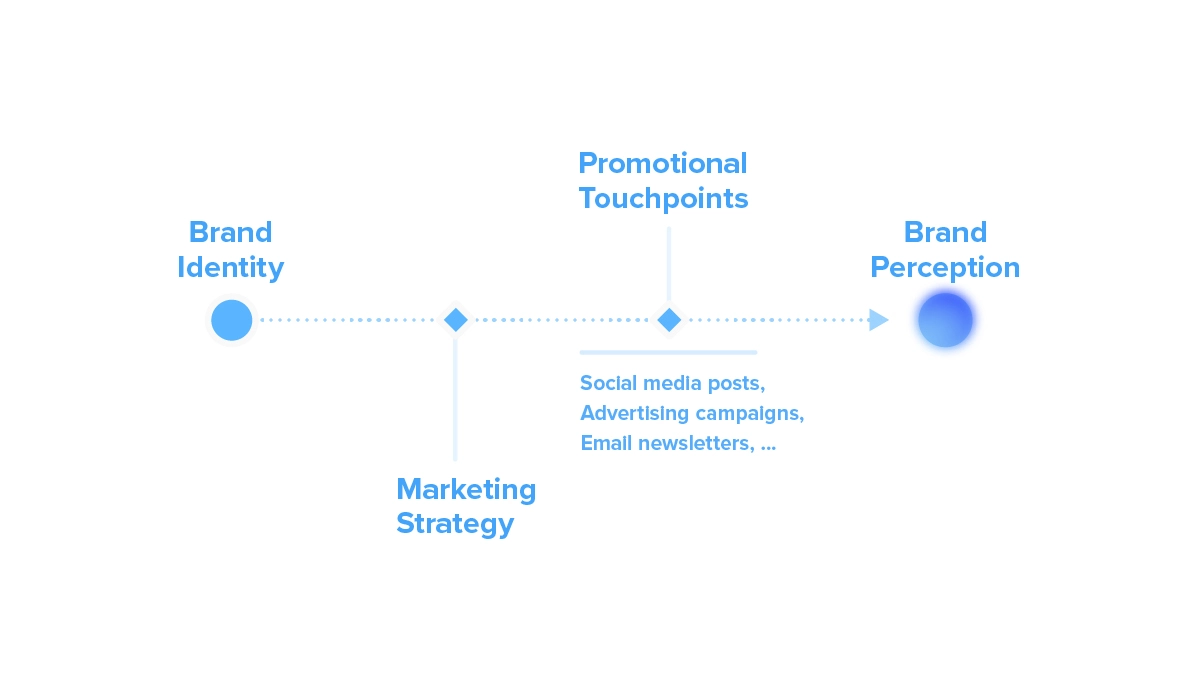 Promotional
Touchpoints
Brand
Identity
Brand
Perception
Social media posts,
Advertising campaigns,
Email newsletters, ...
Marketing
Strategy